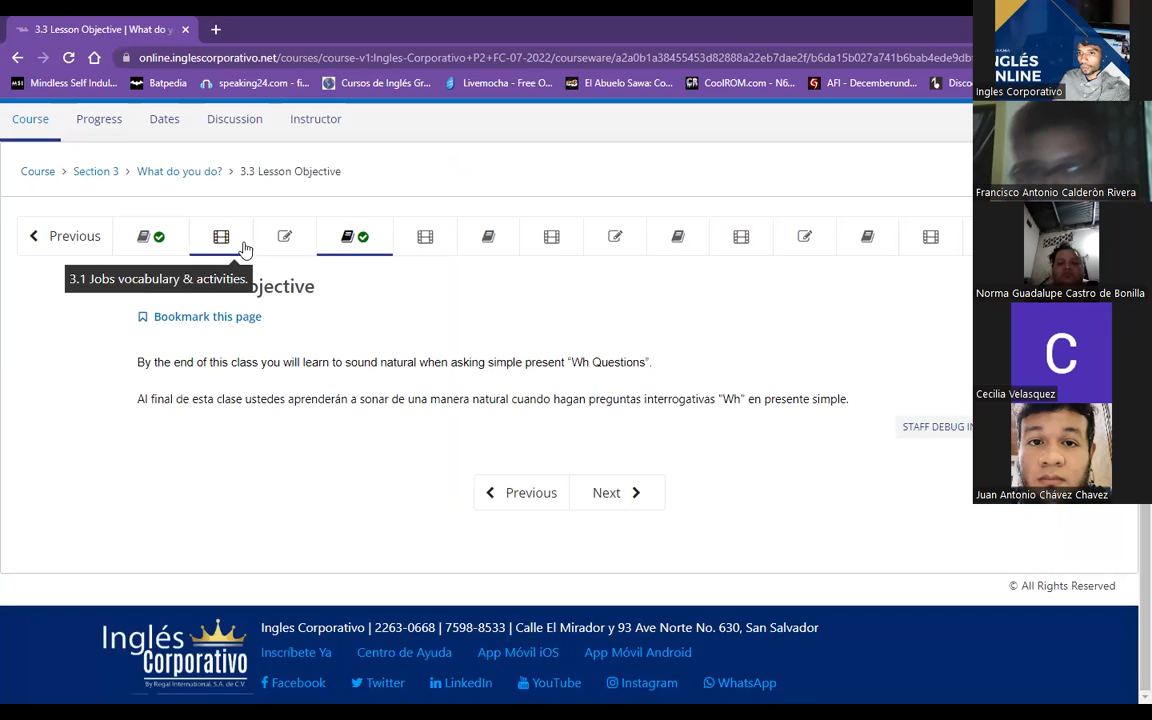 3.3 Lesson Objective | What do y
online.inglescorporativo.net/courses/course-v1:Ingles-Corporativo+P2+FC-07-2022/courseware/a2a0b1a38455453d82888a22eb7dae2f/b6da15b027a741b6bab4ede9db
Mindless Self Indul...
Batpedia
speaking24.com - fi...
Cursos de Inglés Gr...
Livemocha - Free O...
El Abuelo Sawa: Co...
CoolROM.com - N6...
AFI - Decemberund...
Disco
Course
Progress
Dates
Discussion
Instructor
Course > Section 3 > What do you do? > 3.3 Lesson Objective
Previous
3.1 Jobs vocabulary & activities.
bjective
Bookmark this page
By the end of this class you will learn to sound natural when asking simple present “Wh Questions”.
Al final de esta clase ustedes aprenderán a sonar de una manera natural cuando hagan preguntas interrogativas "Wh" en presente simple.
STAFF DEBUG IN
Previous
Next
© All Rights Reserved
Inglés
Corporativo
By Regal International, S.A. de C.V.
Ingles Corporativo | 2263-0668 | 7598-8533 | Calle El Mirador y 93 Ave Norte No. 630, San Salvador
Inscríbete Ya
Centro de Ayuda
App Móvil iOS
App Móvil Android
Facebook
Twitter
LinkedIn
YouTube
Instagram
WhatsApp
NGLÉS
ONLINE
Ingles Corporativo
Francisco Antonio Calderòn Rivera
Norma Guadalupe Castro de Bonilla
C
Cecilia Velasquez
Juan Antonio Chávez Chavez